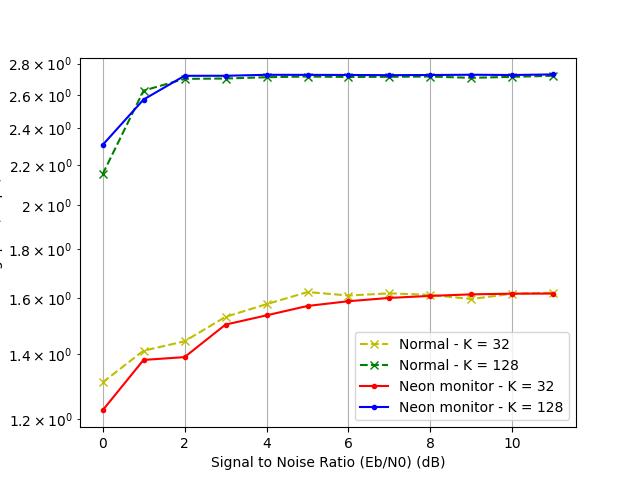 2.8 × 10⁰
2.6 × 10⁰
2.4 × 10⁰
2.2 × 10⁰
2 × 10⁰
1.8 × 10⁰
1.6 × 10⁰
1.4 × 10⁰
1.2 × 10⁰
Normal - K = 32
Normal - K = 128
Neon monitor - K = 32
Neon monitor - K = 128
0 2 4 6 8 10
Signal to Noise Ratio (Eb/N0) (dB)